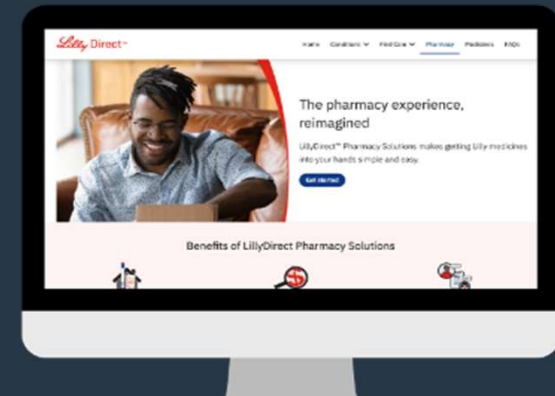 Lilly Direct™
Home Conditions Find Care Pharmacy Medicines FAQs
The pharmacy experience,
reimagined
LillyDirect™ Pharmacy Solutions makes getting Lilly medicines
into your hands simple and easy.
Get started
Benefits of LillyDirect Pharmacy Solutions